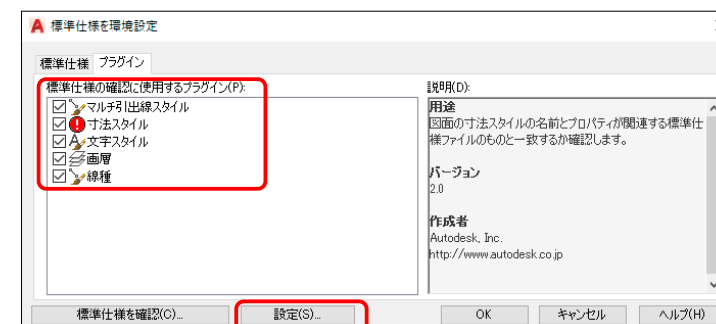 標準仕様を環境設定
標準仕様 プラグイン
標準仕様の確認に使用するプラグイン(P):
マルチ引出線スタイル
寸法スタイル
文字スタイル
画層
線種
説明(D):
用途
図面の寸法スタイルの名前とプロパティが関連する標準仕
様ファイルのものと一致するか確認します。
バージョン
2.0
作成者
Autodesk, Inc.
http://www.autodesk.co.jp
標準仕様を確認(C)... 設定(S)... OK キャンセル ヘルプ(H)